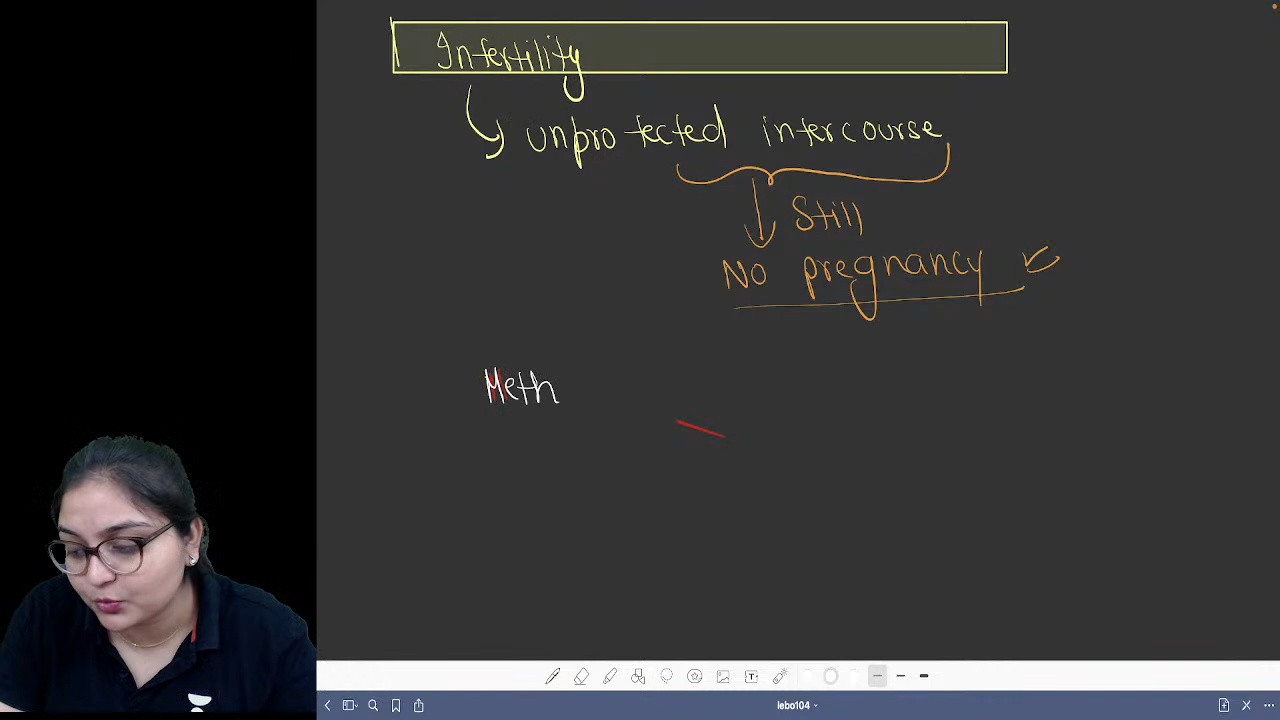 Infertility
unprotected intercourse
Still
No pregnancy
Meth
lebo104